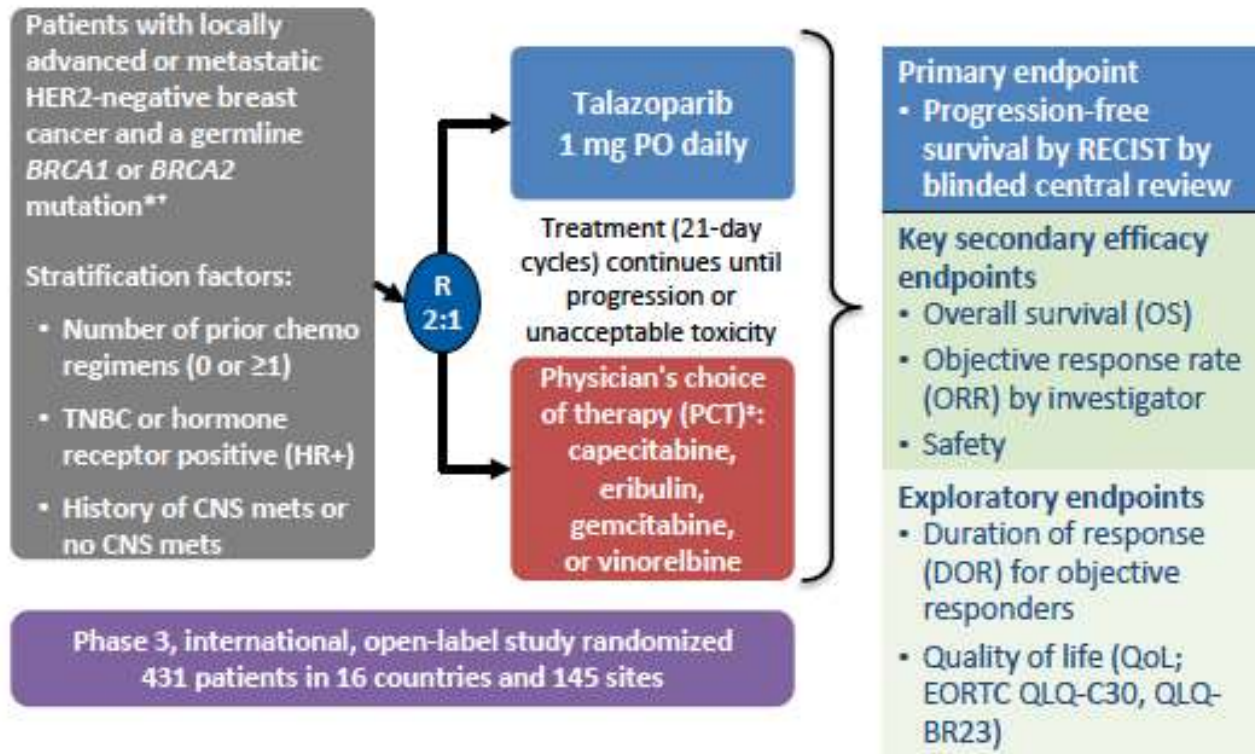 Patients with locally
advanced or metastatic
HER2-negative breast
cancer and a germline
BRCA1 or BRCA2
mutation*†
Stratification factors:
• Number of prior chemo
regimens (0 or ≥1)
• TNBC or hormone
receptor positive (HR+)
• History of CNS mets or
no CNS mets
R
2:1
Talazoparib
1 mg PO daily
Treatment (21-day
cycles) continues until
progression or
unacceptable toxicity
Physician's choice
of therapy (PCT)‡:
capecitabine,
eribulin,
gemcitabine,
or vinorelbine
Primary endpoint
• Progression-free
survival by RECIST by
blinded central review
Key secondary efficacy
endpoints
• Overall survival (OS)
• Objective response rate
(ORR) by investigator
• Safety
Exploratory endpoints
• Duration of response
(DOR) for objective
responders
• Quality of life (QoL;
EORTC QLQ-C30, QLQ-
BR23)
Phase 3, international, open-label study randomized
431 patients in 16 countries and 145 sites